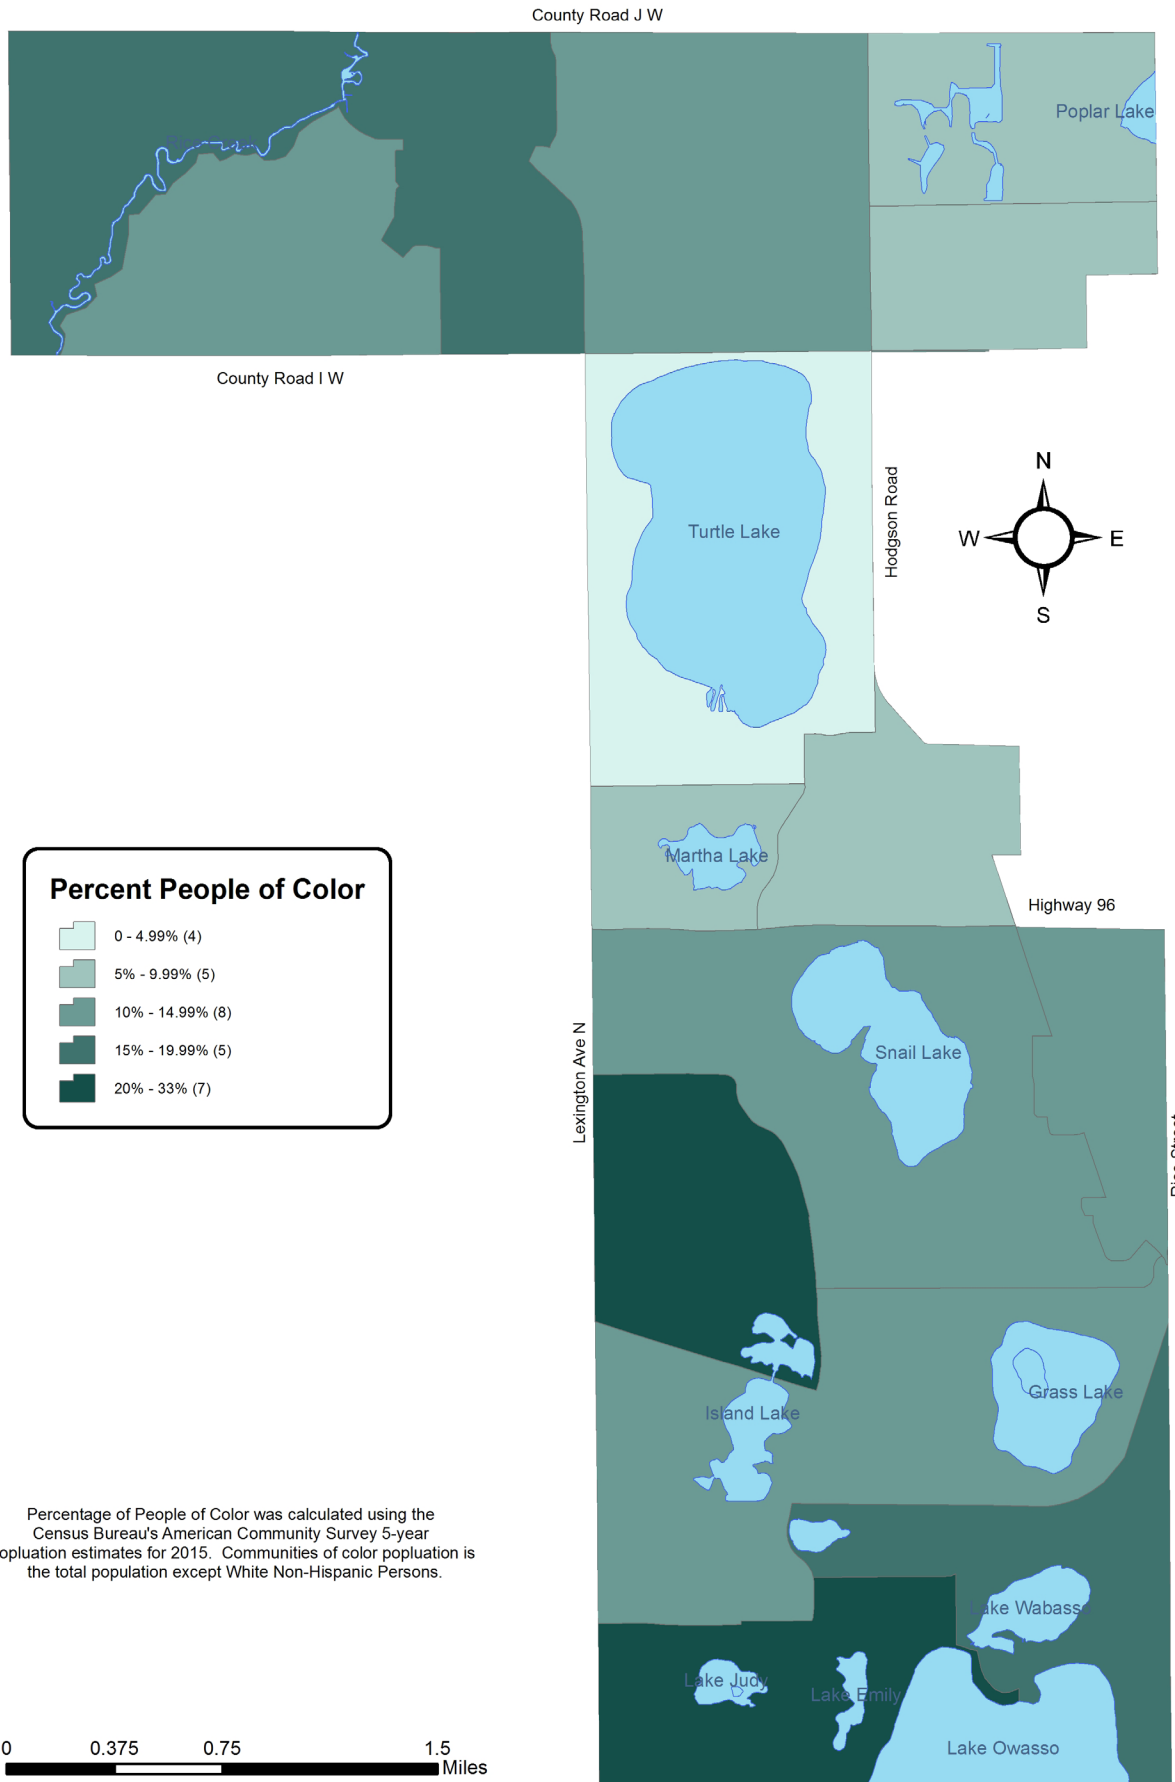 County Road J W
Poplar Lake
Rice Creek
County Road I W
Turtle Lake
Hodgson Road
N
W
E
S
Martha Lake
Percent People of Color
0 - 4.99% (4)
5% - 9.99% (5)
10% - 14.99% (8)
15% - 19.99% (5)
20% - 33% (7)
Highway 96
Lexington Ave N
Snail Lake
Grass Lake
Island Lake
Percentage of People of Color was calculated using the
Census Bureau's American Community Survey 5-year
opluation estimates for 2015. Communities of color popluation is
the total population except White Non-Hispanic Persons.
Lake Wabasso
Lake Judy
Lake Emily
Lake Owasso
0 0.375 0.75 1.5
Miles